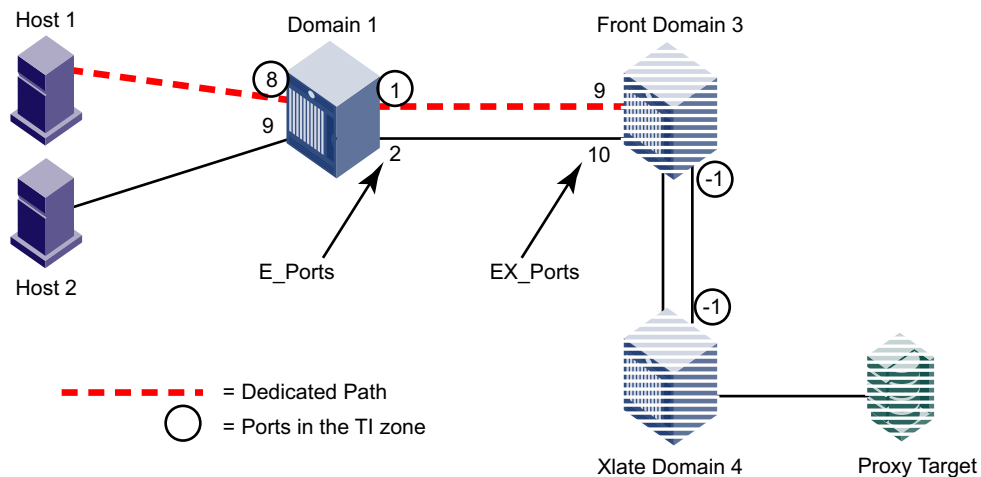 Host 1
Domain 1
Front Domain 3
8
1
9
9
2
10
-1
Host 2
E_Ports
EX_Ports
-1
= Dedicated Path
= Ports in the TI zone
Xlate Domain 4
Proxy Target